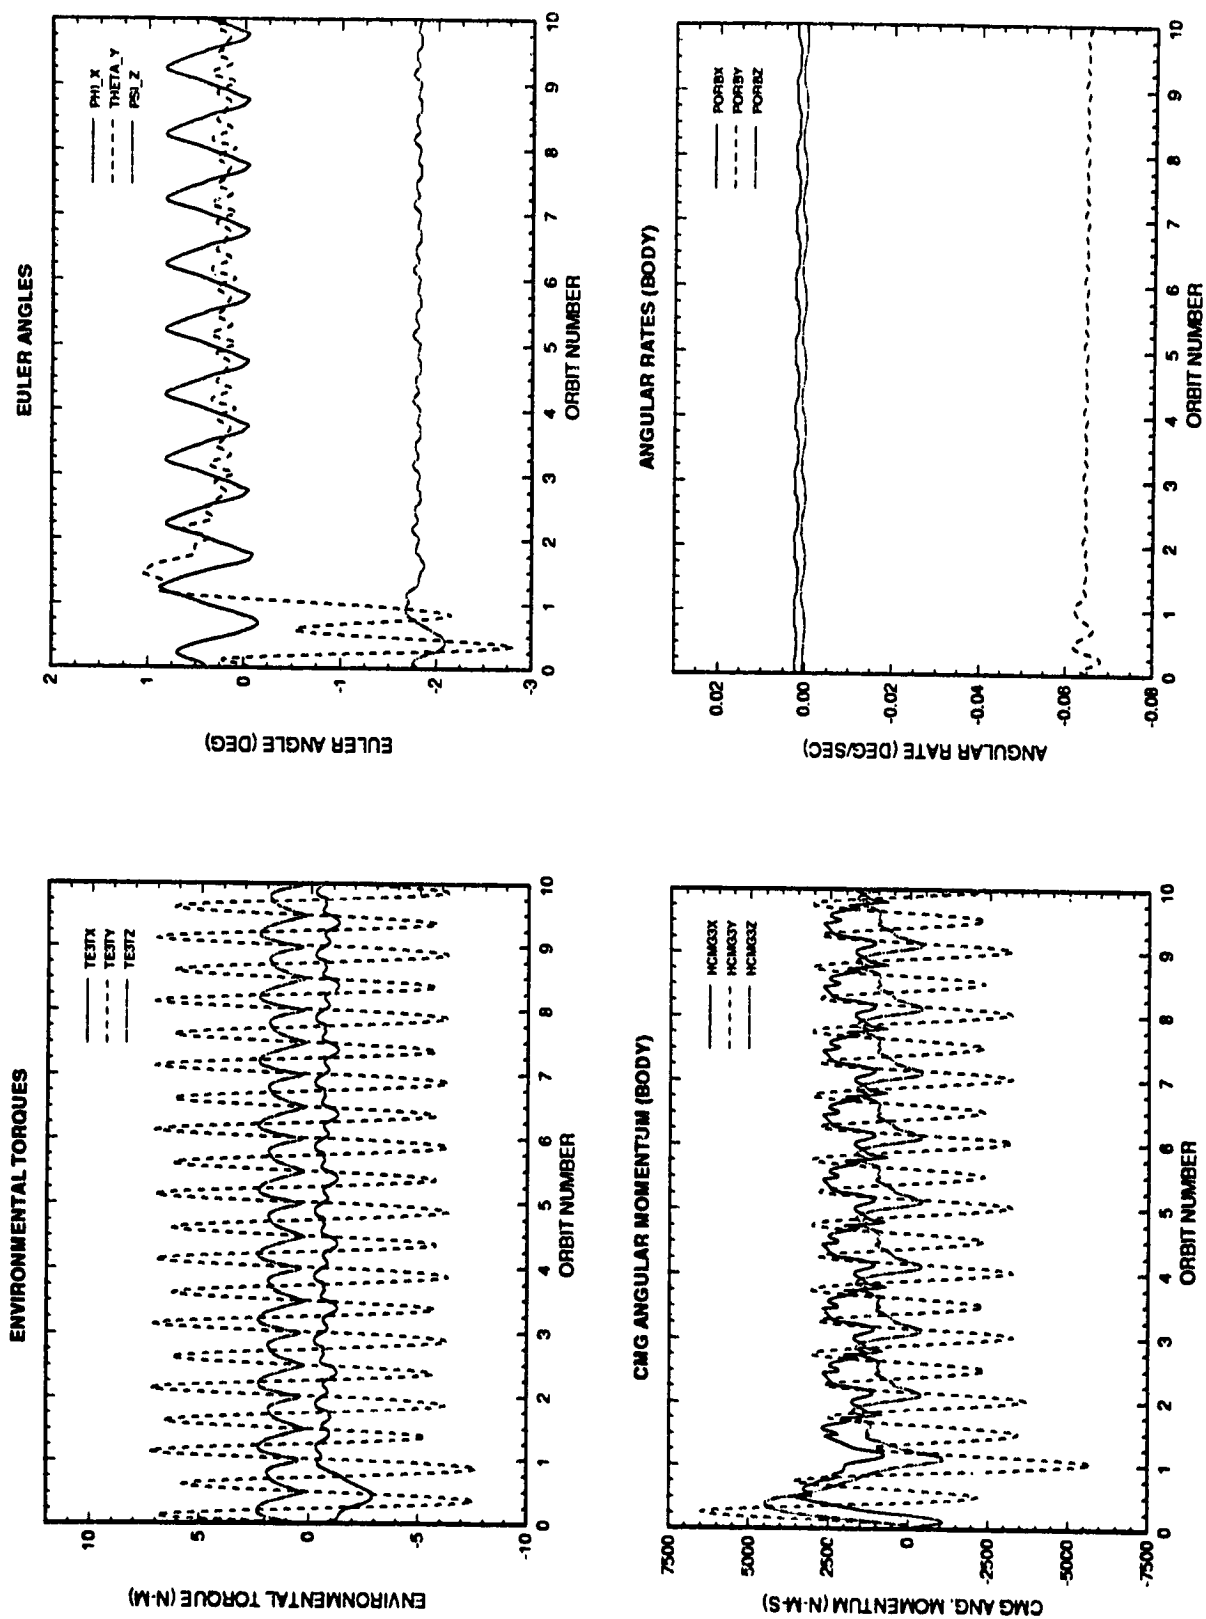 ENVIRONMENTAL TORQUES
TE3TX
TE3TY
TE3TZ
ENVIRONMENTAL TORQUE (N-M)
10
5
0
-5
-10
0 1 2 3 4 5 6 7 8 9 10
ORBIT NUMBER
EULER ANGLES
PHI_X
THETA_Y
PSI_Z
EULER ANGLE (DEG)
2
1
0
-1
-2
-3
0 1 2 3 4 5 6 7 8 9 10
ORBIT NUMBER
CMG ANGULAR MOMENTUM (BODY)
HCMG3X
HCMG3Y
HCMG3Z
CMG ANG. MOMENTUM (N-M-S)
7500
5000
2500
0
-2500
-5000
-7500
0 1 2 3 4 5 6 7 8 9 10
ORBIT NUMBER
ANGULAR RATES (BODY)
PORBX
PORBY
PORBZ
ANGULAR RATE (DEG/SEC)
0.02
0.00
-0.02
-0.04
-0.06
-0.08
0 1 2 3 4 5 6 7 8 9 10
ORBIT NUMBER